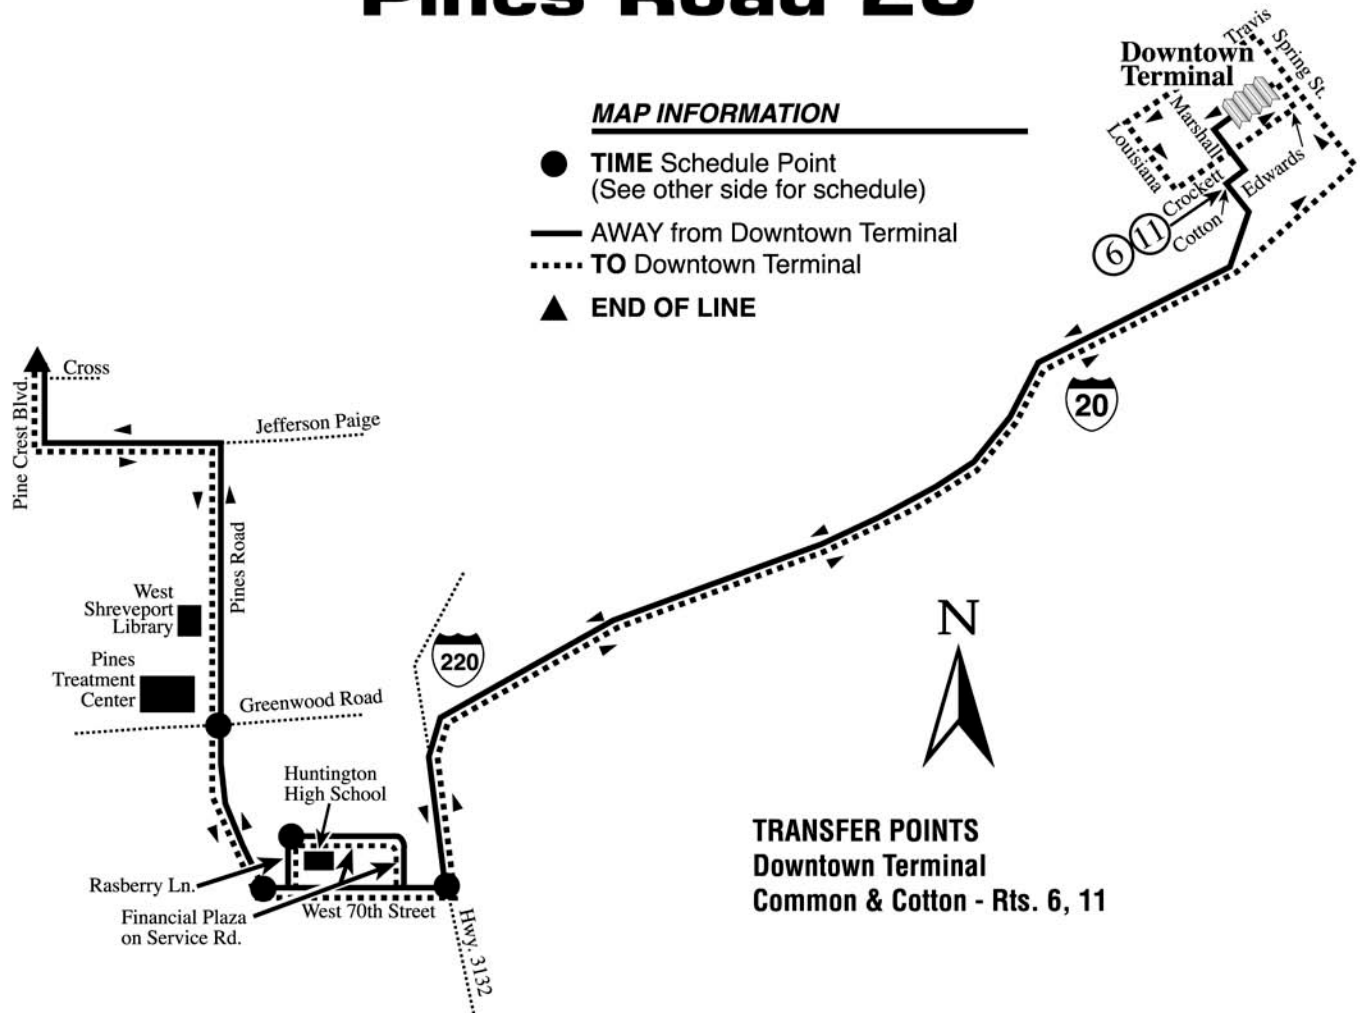 Pines Road 20
Travis
Spring St.
Downtown
Terminal
MAP INFORMATION
Marshall
Louisiana
TIME Schedule Point
(See other side for schedule)
Edwards
Crockett
Cotton
6
11
AWAY from Downtown Terminal
TO Downtown Terminal
END OF LINE
Cross
Pine Crest Blvd.
20
Jefferson Paige
Pines Road
West
Shreveport
Library
N
220
Pines
Treatment
Center
Greenwood Road
Huntington
High School
TRANSFER POINTS
Downtown Terminal
Common & Cotton - Rts. 6, 11
Rasberry Ln.
Financial Plaza
on Service Rd.
West 70th Street
Hwy. 3132